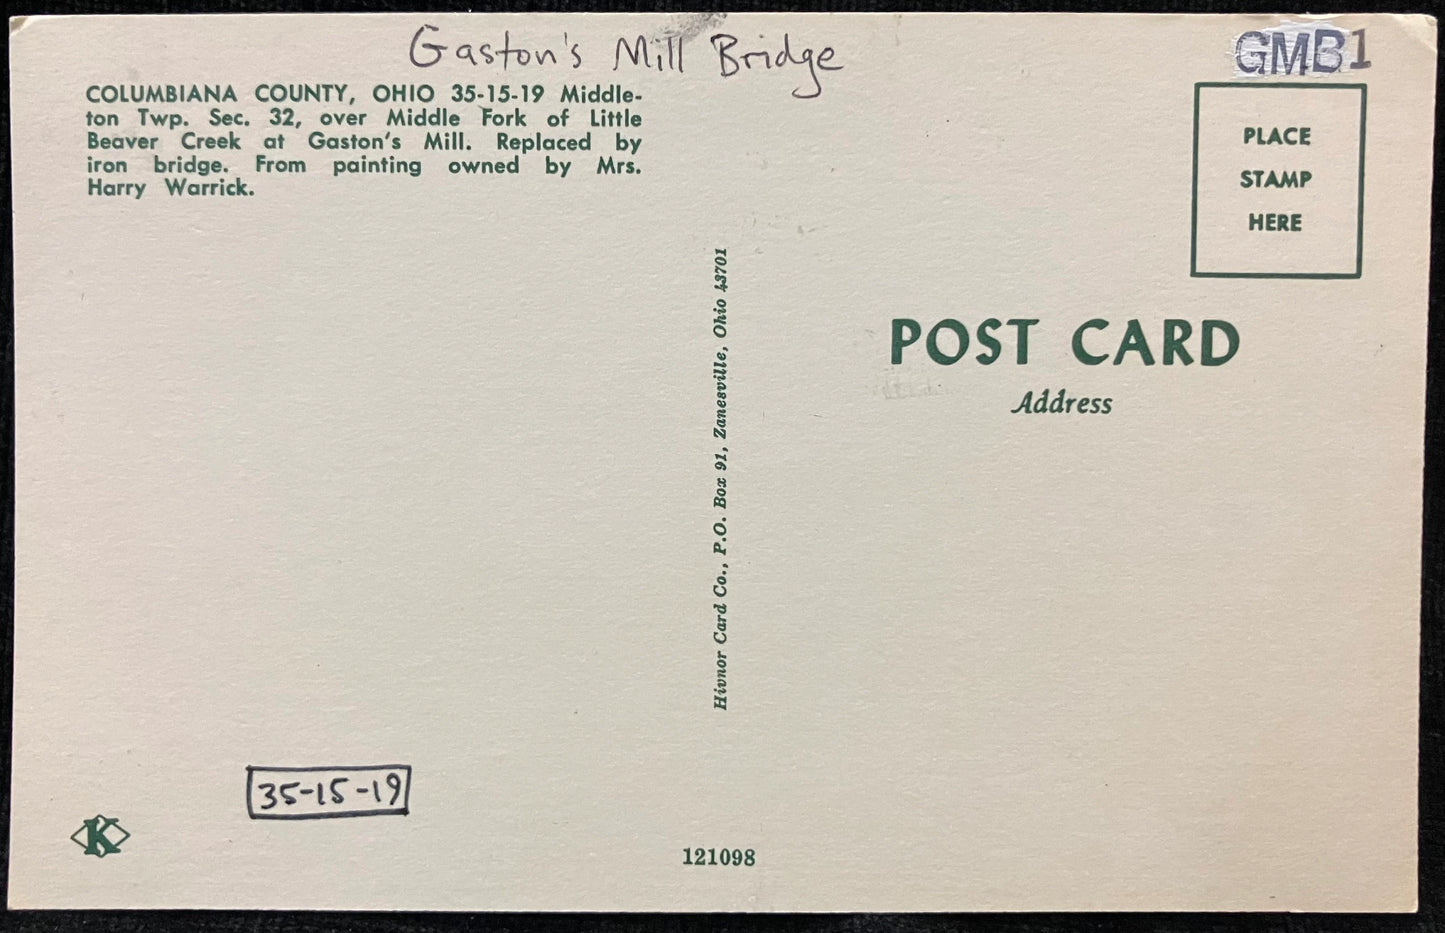 Gaston's Mill Bridge
GMB1
COLUMBIANA COUNTY, OHIO 35-15-19 Middle-
ton Twp. Sec. 32, over Middle Fork of Little
Beaver Creek at Gaston's Mill. Replaced by
iron bridge. From painting owned by Mrs.
Harry Warrick.
PLACE
STAMP
HERE
POST CARD
Address
Hivnor Card Co., P.O. Box 91, Zanesville, Ohio 43701
35-15-19
K
121098